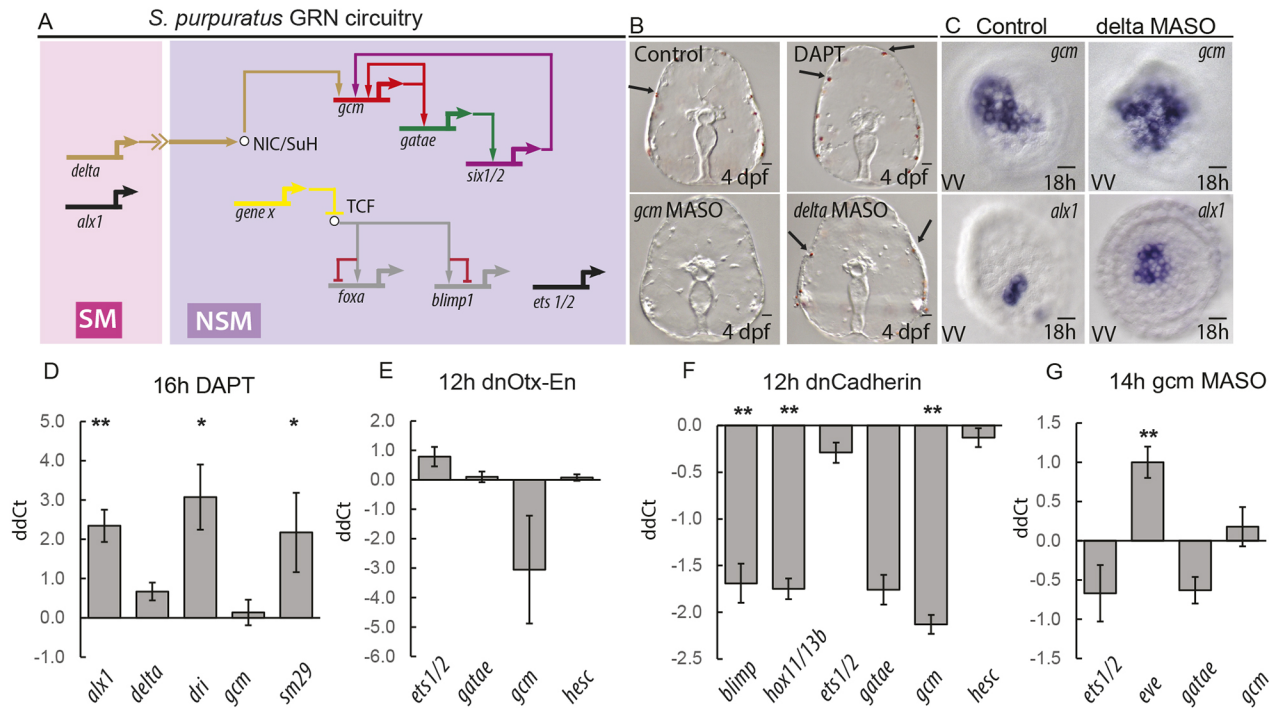 A
S. purpuratus GRN circuitry
delta
alx1
SM
NIC/SuH
gcm
gatae
six1/2
gene x
TCF
foxa
blimp1
ets 1/2
NSM
B
Control
4 dpf
DAPT
4 dpf
gcm MASO
4 dpf
delta MASO
4 dpf
C
Control
delta MASO
gcm
VV
18h
gcm
VV
18h
alx1
VV
18h
alx1
VV
18h
D
16h DAPT
**
*
*
ddCt
5.0
4.0
3.0
2.0
1.0
0.0
-1.0
alx1
delta
dri
gcm
sm29
E
12h dnOtx-En
ddCt
2.0
1.0
0.0
-1.0
-2.0
-3.0
-4.0
-5.0
-6.0
ets1/2
gatae
gcm
hesc
F
12h dnCadherin
**
**
**
ddCt
0.0
-0.5
-1.0
-1.5
-2.0
-2.5
blimp
hox11/13b
ets1/2
gatae
gcm
hesc
G
14h gcm MASO
**
ddCt
1.5
1.0
0.5
0.0
-0.5
-1.0
-1.5
ets1/2
eve
gatae
gcm